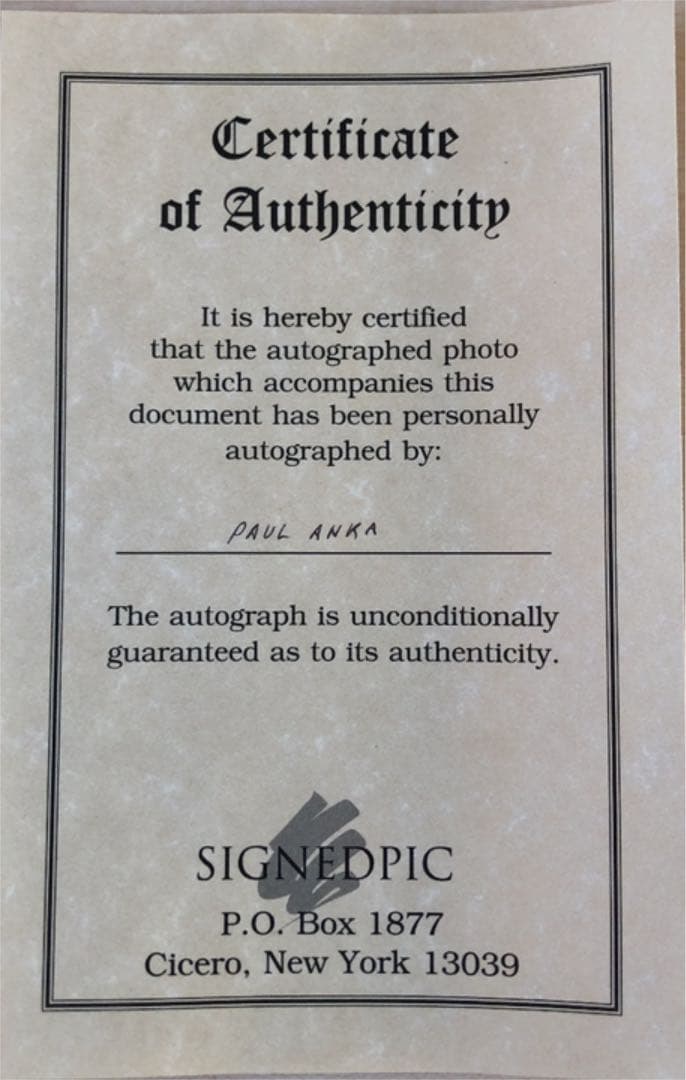 Certificate
of Authenticity
It is hereby certified
that the autographed photo
which accompanies this
document has been personally
autographed by:
PAUL ANKA
The autograph is unconditionally
guaranteed as to its authenticity.
SIGNEDPIC
P.O. Box 1877
Cicero, New York 13039